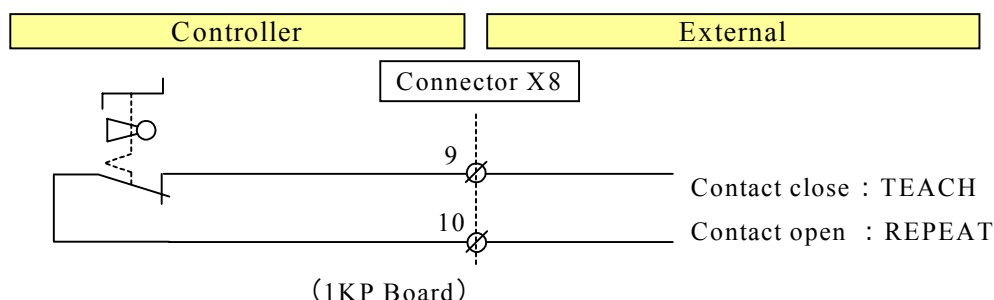 Controller
External
Connector X8
9
Contact close : TEACH
10
Contact open : REPEAT
(1KP Board)